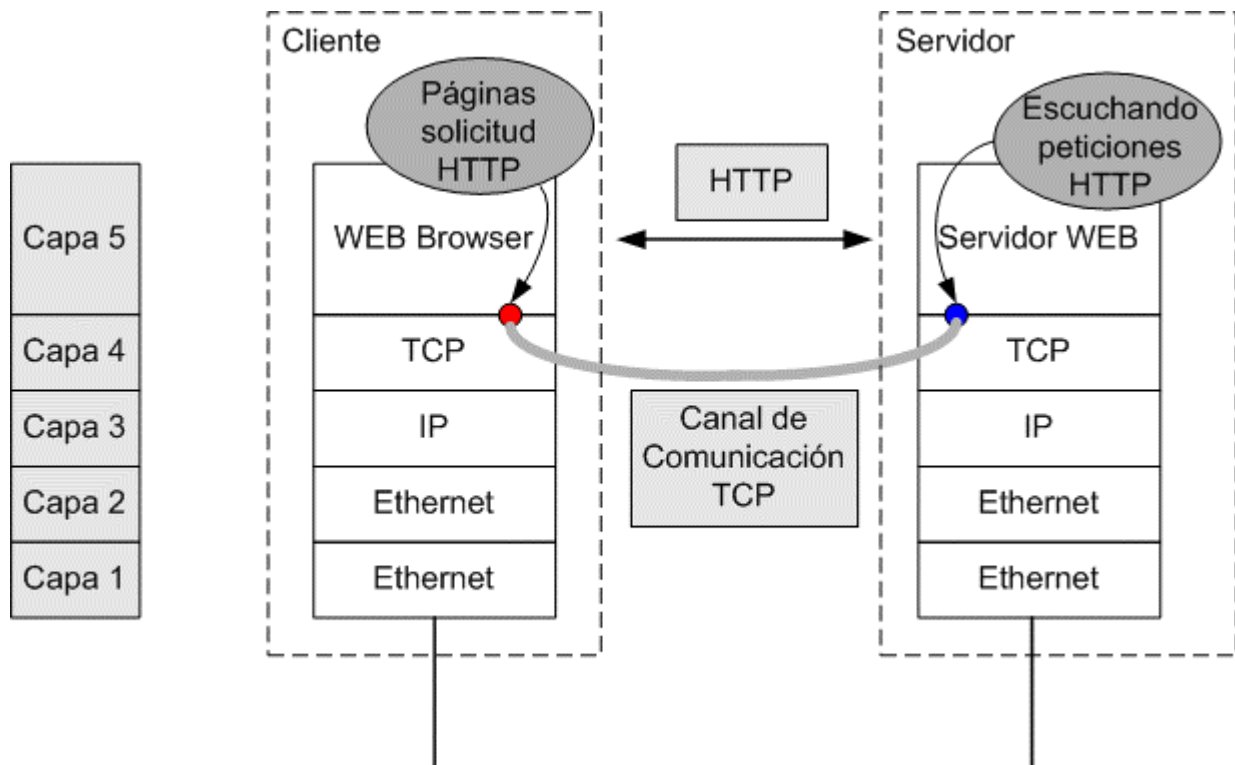 Cliente
Páginas
solicitud
HTTP
WEB Browser
TCP
IP
Ethernet
Ethernet
Capa 5
Capa 4
Capa 3
Capa 2
Capa 1
HTTP
Canal de
Comunicación
TCP
Servidor
Escuchando
peticiones
HTTP
Servidor WEB
TCP
IP
Ethernet
Ethernet